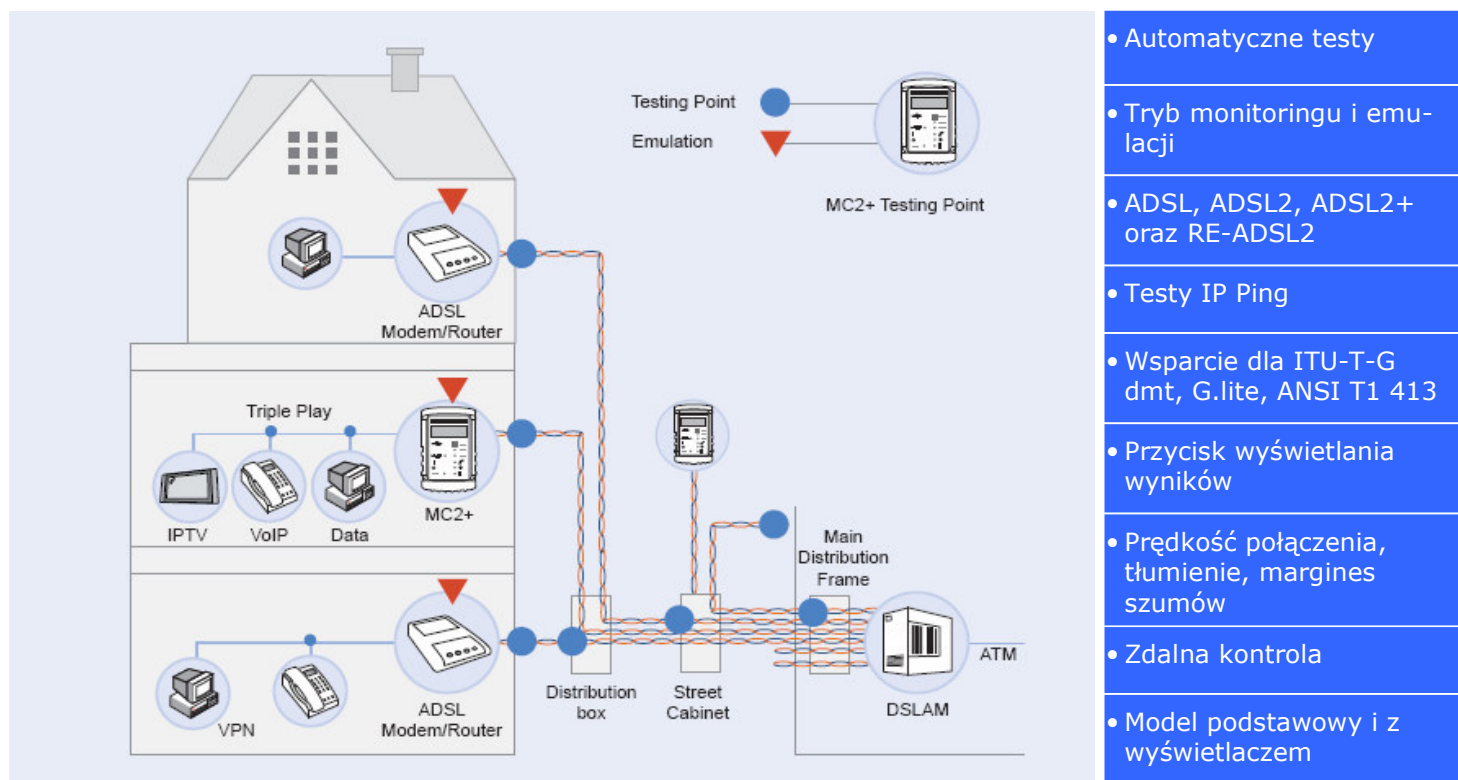 Testing Point
Emulation
MC2+ Testing Point
ADSL
Modem/Router
Triple Play
IPTV
VoIP
Data
MC2+
Main
Distribution
Frame
VPN
ADSL
Modem/Router
Distribution
box
Street
Cabinet
DSLAM
ATM
• Automatyczne testy
• Tryb monitoringu i emu-
lacji
• ADSL, ADSL2, ADSL2+
oraz RE-ADSL2
• Testy IP Ping
• Wsparcie dla ITU-T-G
dmt, G.lite, ANSI T1 413
• Przycisk wyświetlania
wyników
• Prędkość połączenia,
tłumienie, margines
szumów
• Zdalna kontrola
• Model podstawowy i z
wyświetlaczem